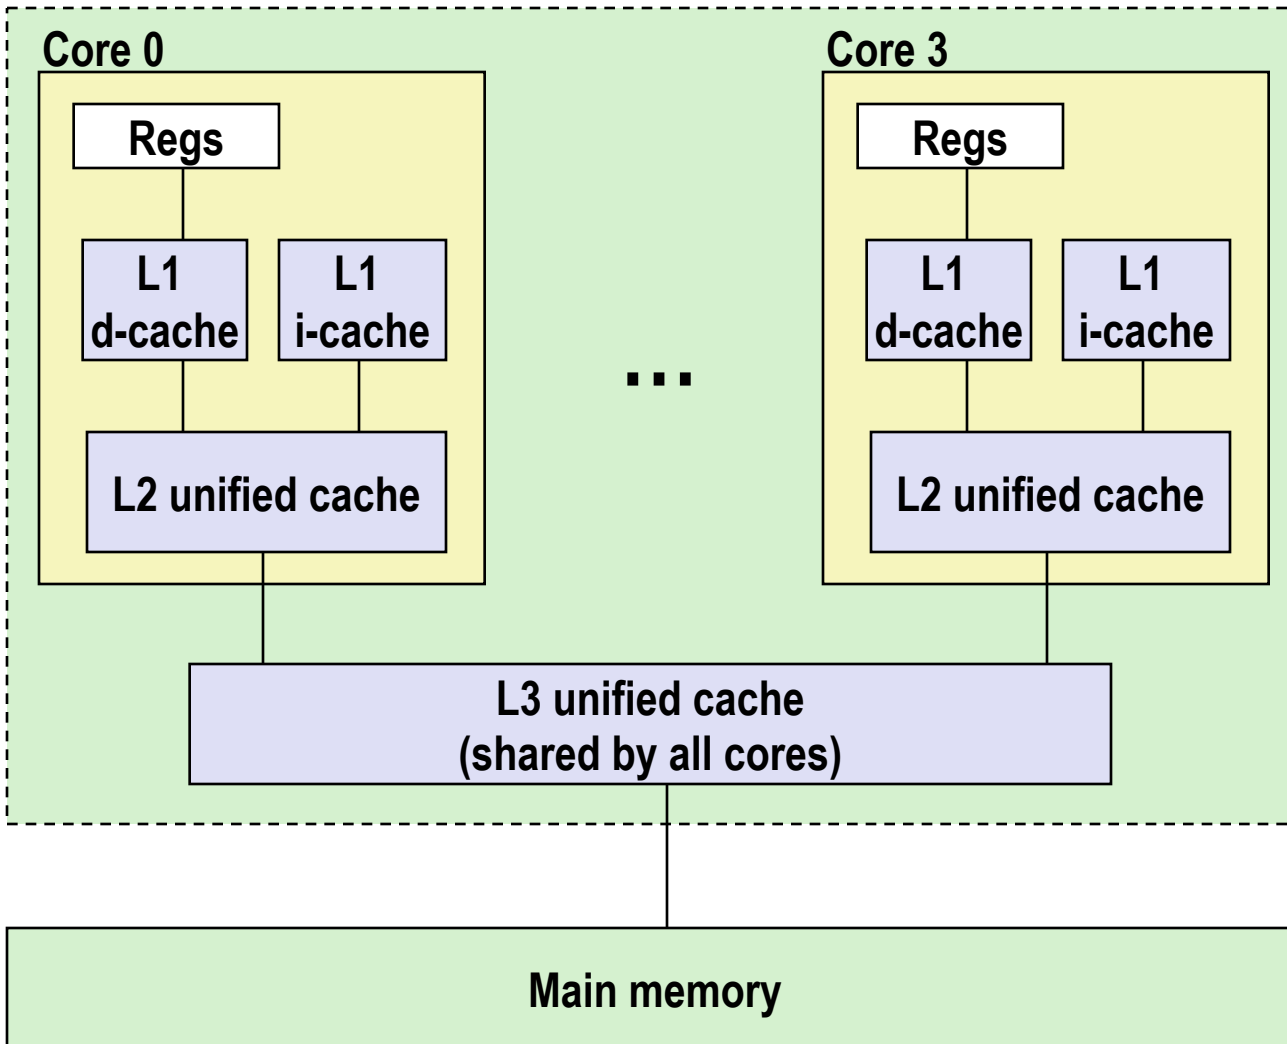 Core 0
Regs
L1
d-cache
L1
i-cache
L2 unified cache
...
Core 3
Regs
L1
d-cache
L1
i-cache
L2 unified cache
L3 unified cache
(shared by all cores)
Main memory